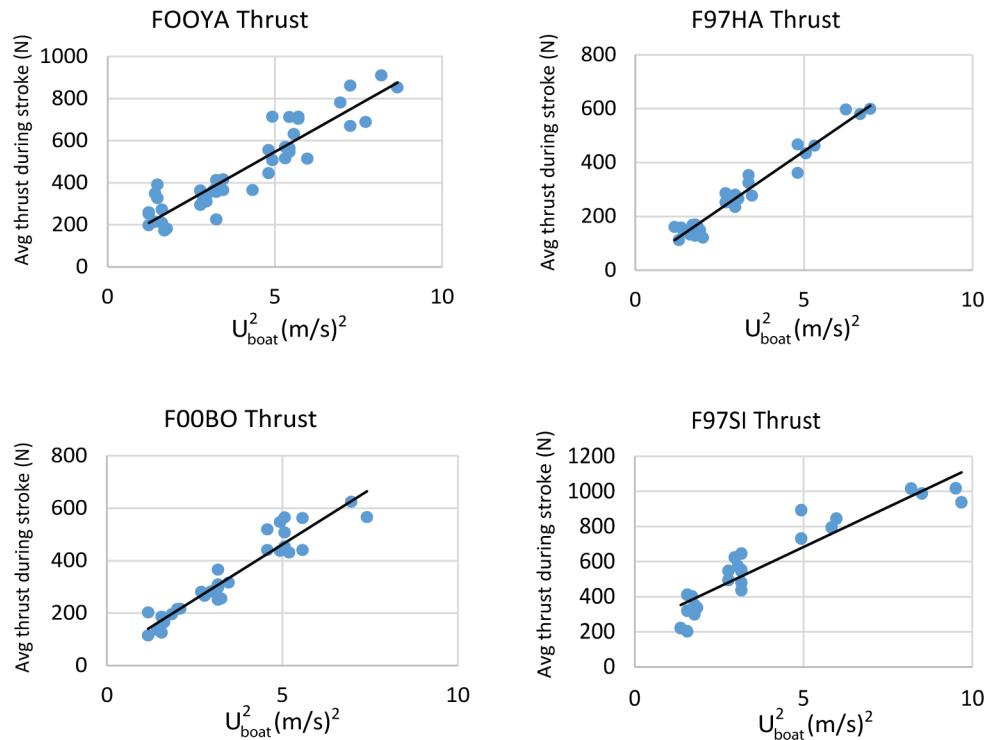 FOOYA Thrust
Avg thrust during stroke (N)
1000
800
600
400
200
0
0 5 10
U²boat (m/s)²
F97HA Thrust
Avg thrust during stroke (N)
800
600
400
200
0
0 5 10
U²boat (m/s)²
F00BO Thrust
Avg thrust during stroke (N)
800
600
400
200
0
0 5 10
U²boat (m/s)²
F97SI Thrust
Avg thrust during stroke (N)
1200
1000
800
600
400
200
0
0 5 10
U²boat (m/s)²